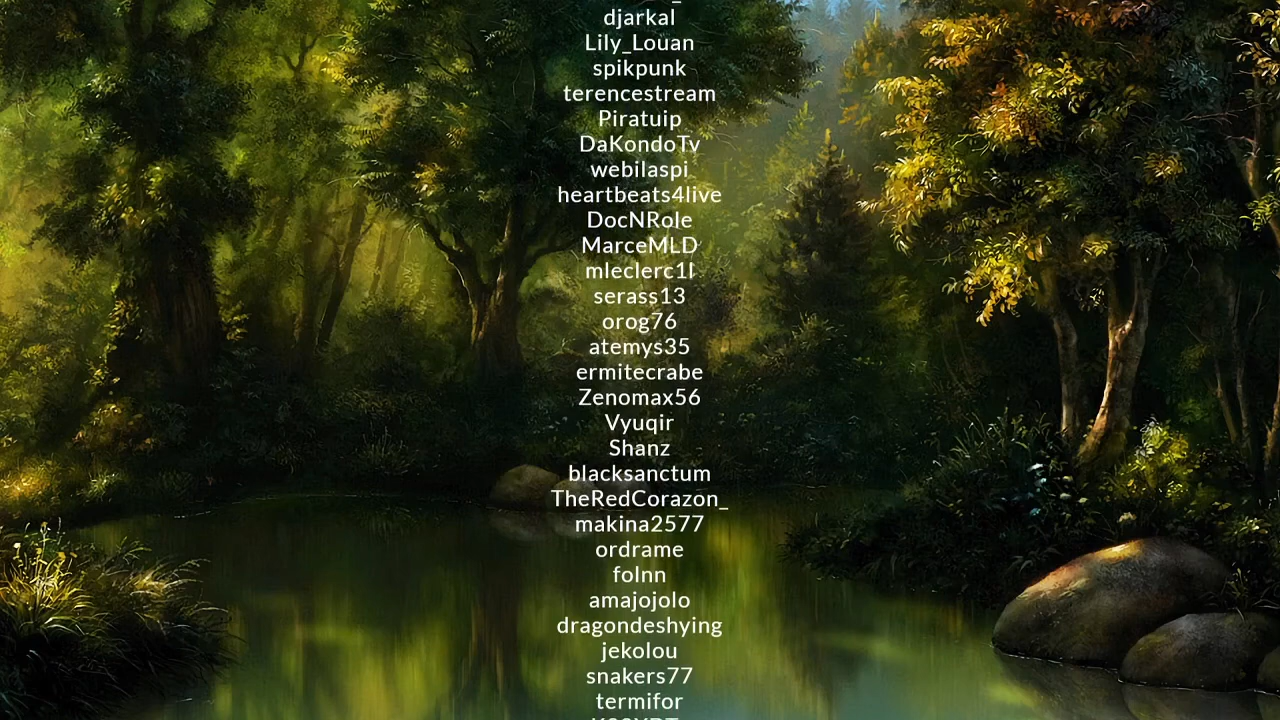 djarkal
Lily_Louan
spikpunk
terencestream
Piratuip
DaKondoTv
webilaspi
heartbeats4live
DocNRole
MarceMLD
mleclerc1l
serass13
orog76
atemys35
ermitecrabe
Zenomax56
Vyuqir
Shanz
blacksanctum
TheRedCorazon_
makina2577
ordrame
folnn
amajojolo
dragondeshying
jekolou
snakers77
termifor